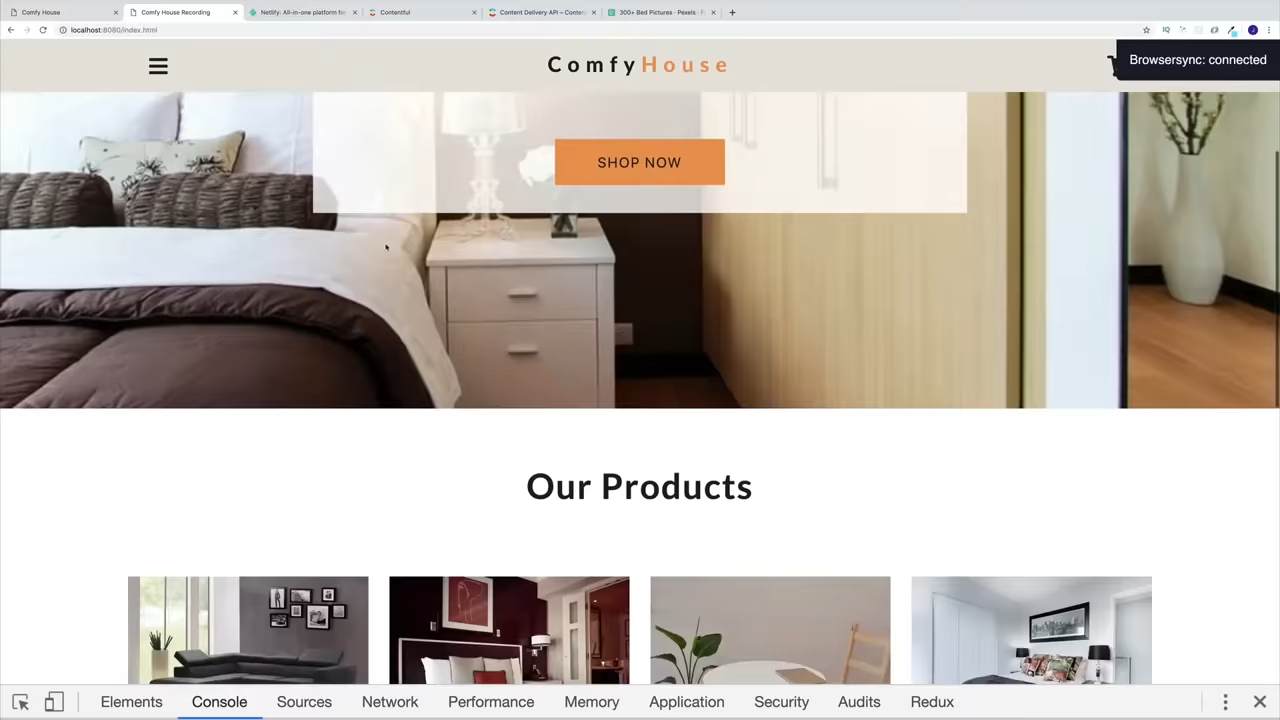 Comfy House
Comfy House Recording
Netlify: All-in-one platform for
Contentful
Content Delivery API – Conten
300+ Bed Pictures · Pexels · F
localhost:8080/index.html
ComfyHouse
Browsersync: connected
SHOP NOW
Our Products
Elements Console Sources Network Performance Memory Application Security Audits Redux